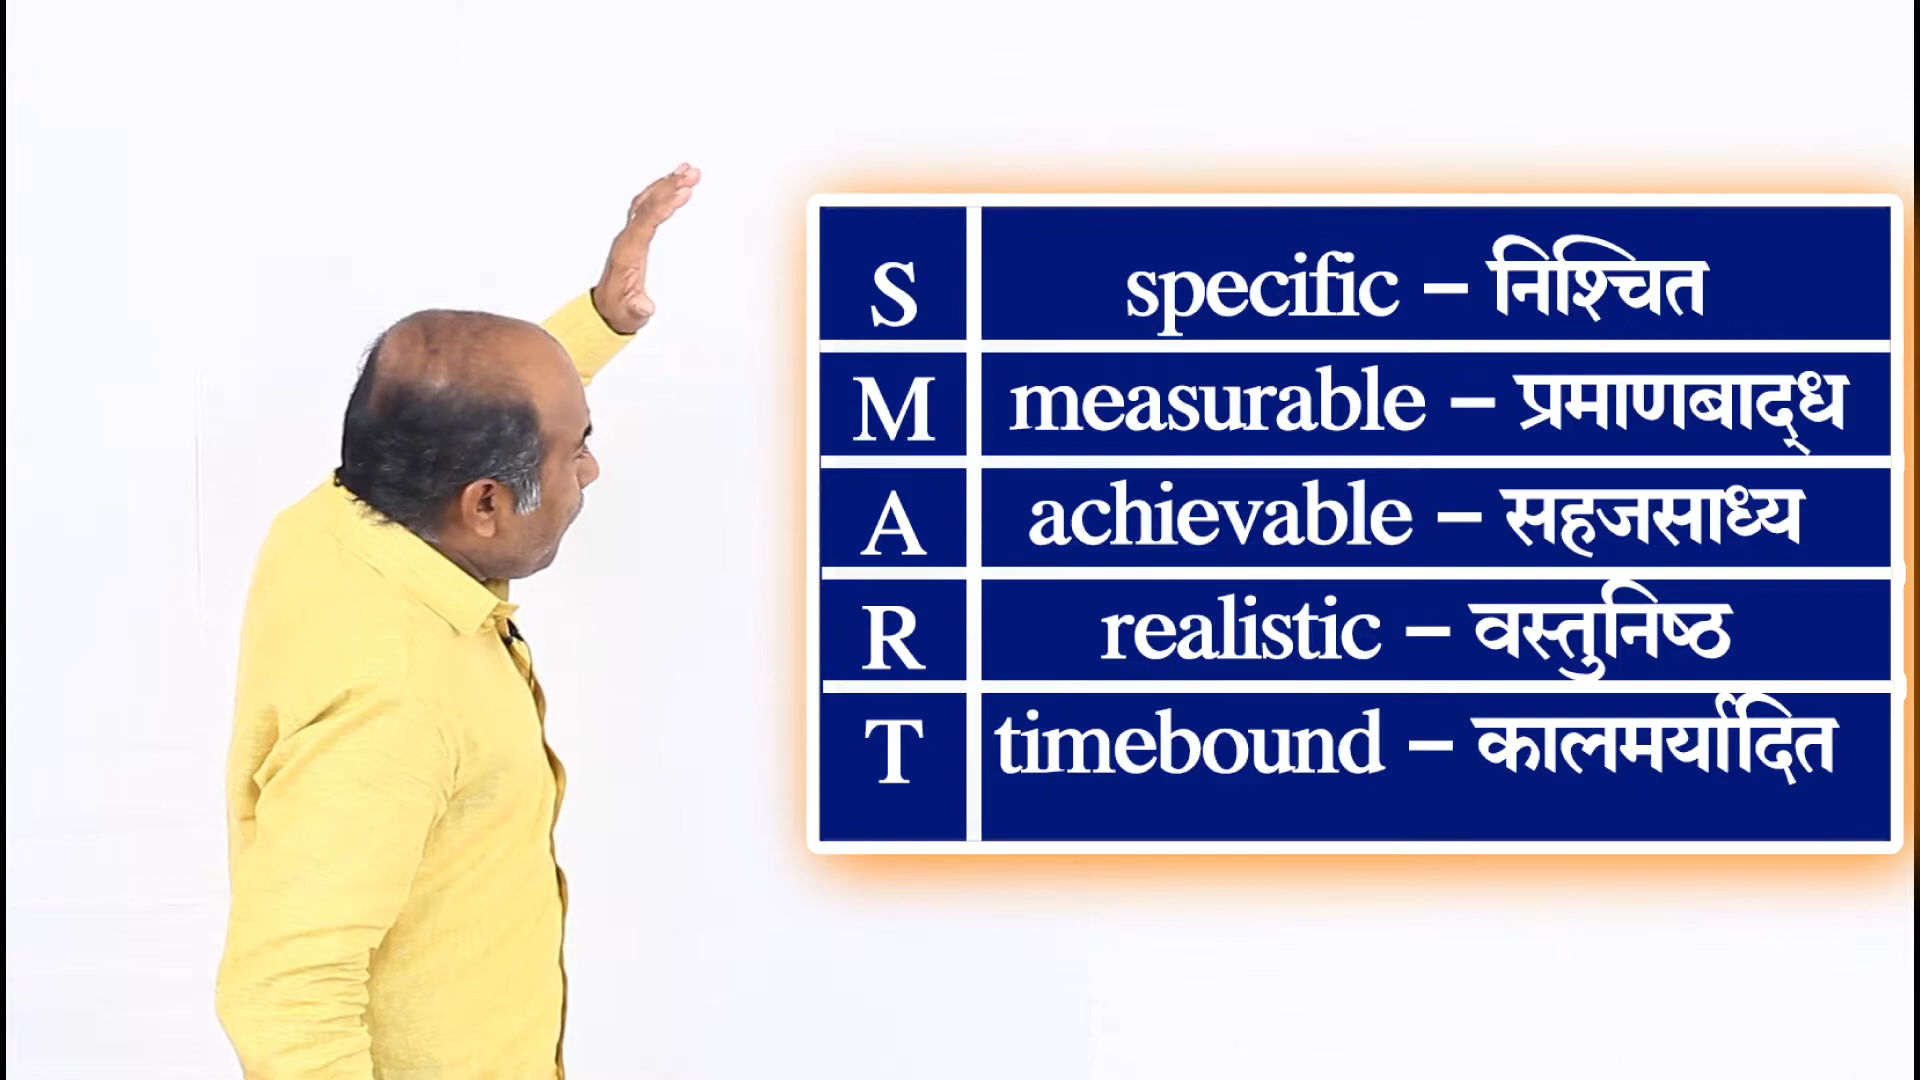 S specific – निश्चित
M measurable – प्रमाणबाद्ध
A achievable – सहजसाध्य
R realistic – वस्तुनिष्ठ
T timebound – कालमर्यादित